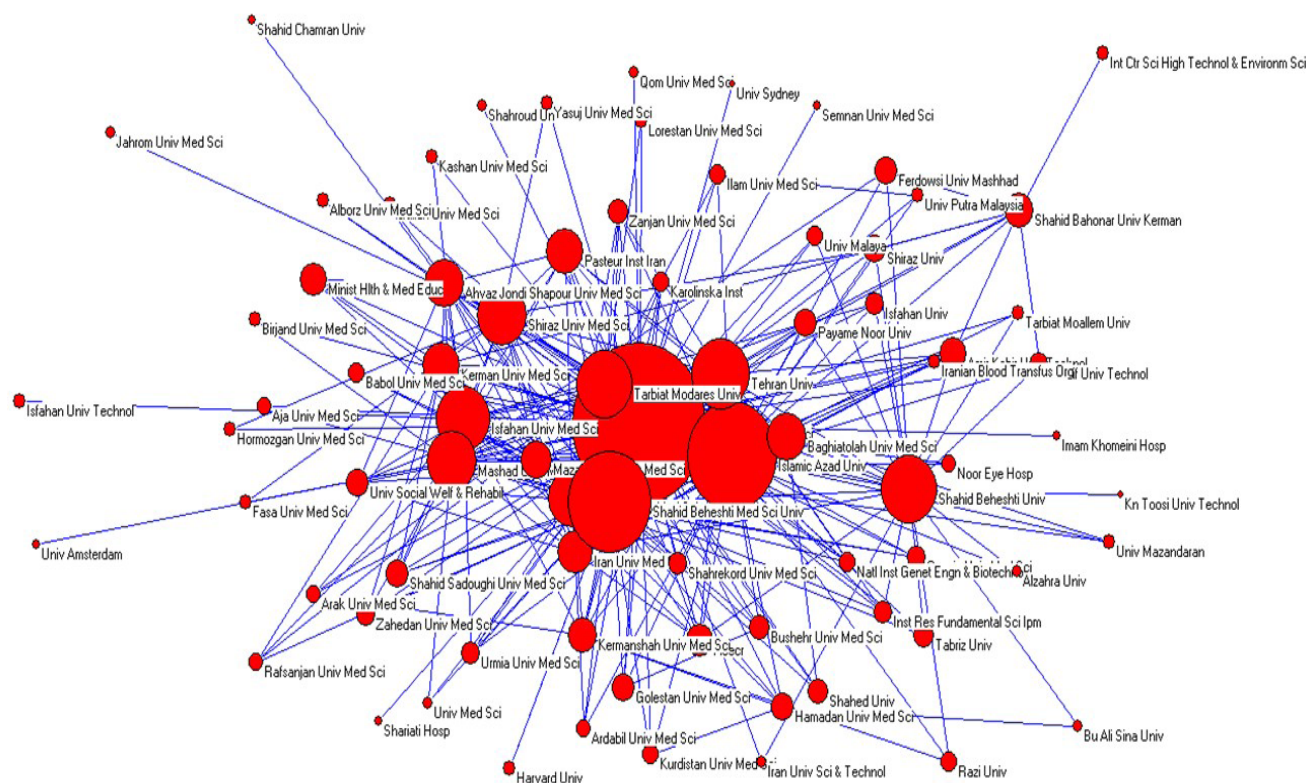 Shahid Chamran Univ
Int Ctr Sci High Technol & Environm Sci
Qom Univ Med Sci
Univ Sydney
Shahroud Un
Yasuj Univ Med Sci
Semnan Univ Med Sci
Lorestan Univ Med Sci
Jahrom Univ Med Sci
Kashan Univ Med Sci
Ilam Univ Med Sci
Ferdowsi Univ Mashhad
Univ Putra Malaysia
Alborz Univ Med Sci
Univ Med Sci
Zanjan Univ Med Sci
Shahid Bahonar Univ Kerman
Univ Malaya
Shiraz Univ
Pasteur Inst Iran
Minist Hlth & Med Educ
Ahvaz Jondi Shapour Univ Med Sci
Karolinska Inst
Isfahan Univ
Tarbiat Moallem Univ
Birjand Univ Med Sci
Shiraz Univ Med Sci
Payame Noor Univ
Technol
Iranian Blood Transfus Org
Univ Technol
Kerman Univ Med Sci
Babol Univ Med Sci
Tehran Univ
Tarbiat Modares Univ
Isfahan Univ Technol
Aja Univ Med Sci
Isfahan Univ Med Sci
Hormozgan Univ Med Sci
Imam Khomeini Hosp
Baghiatolah Univ Med Sci
Mashad U
Maza
Med Sci
Islamic Azad Univ
Noor Eye Hosp
Univ Social Welf & Rehabil
Shahid Beheshti Univ
Kn Toosi Univ Technol
Fasa Univ Med Sci
Shahid Beheshti Med Sci Univ
Univ Amsterdam
Univ Mazandaran
Iran Univ Med
Shahrekord Univ Med Sci
Natl Inst Genet Engn & Biotechno
Sci
Alzahra Univ
Shahid Sadoughi Univ Med Sci
Arak Univ Med Sci
Zahedan Univ Med Sci
Inst Res Fundamental Sci Ipm
Kermanshah Univ Med Sci
Bushehr Univ Med Sci
Tabriz Univ
Rafsanjan Univ Med Sci
Urmia Univ Med Sci
Golestan Univ Med Sci
Shahed Univ
Univ Med Sci
Shariati Hosp
Hamadan Univ Med Sci
Bu Ali Sina Univ
Ardabil Univ Med Sci
Kurdistan Univ Med Sci
Iran Univ Sci & Technol
Razi Univ
Harvard Univ